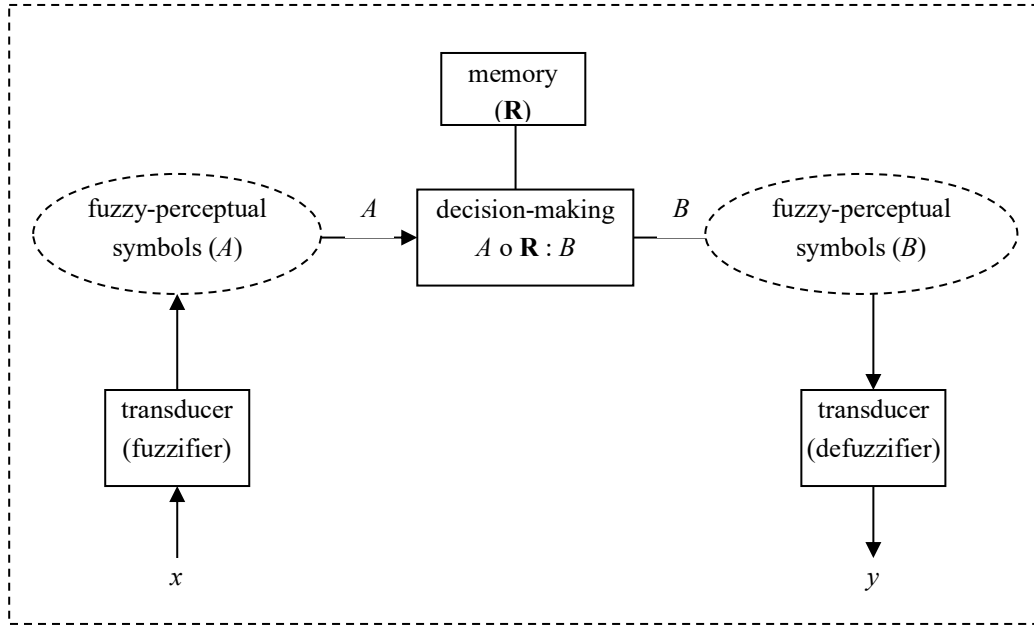 memory
(R)
fuzzy-perceptual
symbols (A)
A
decision-making
A o R : B
B
fuzzy-perceptual
symbols (B)
transducer
(fuzzifier)
transducer
(defuzzifier)
x
y